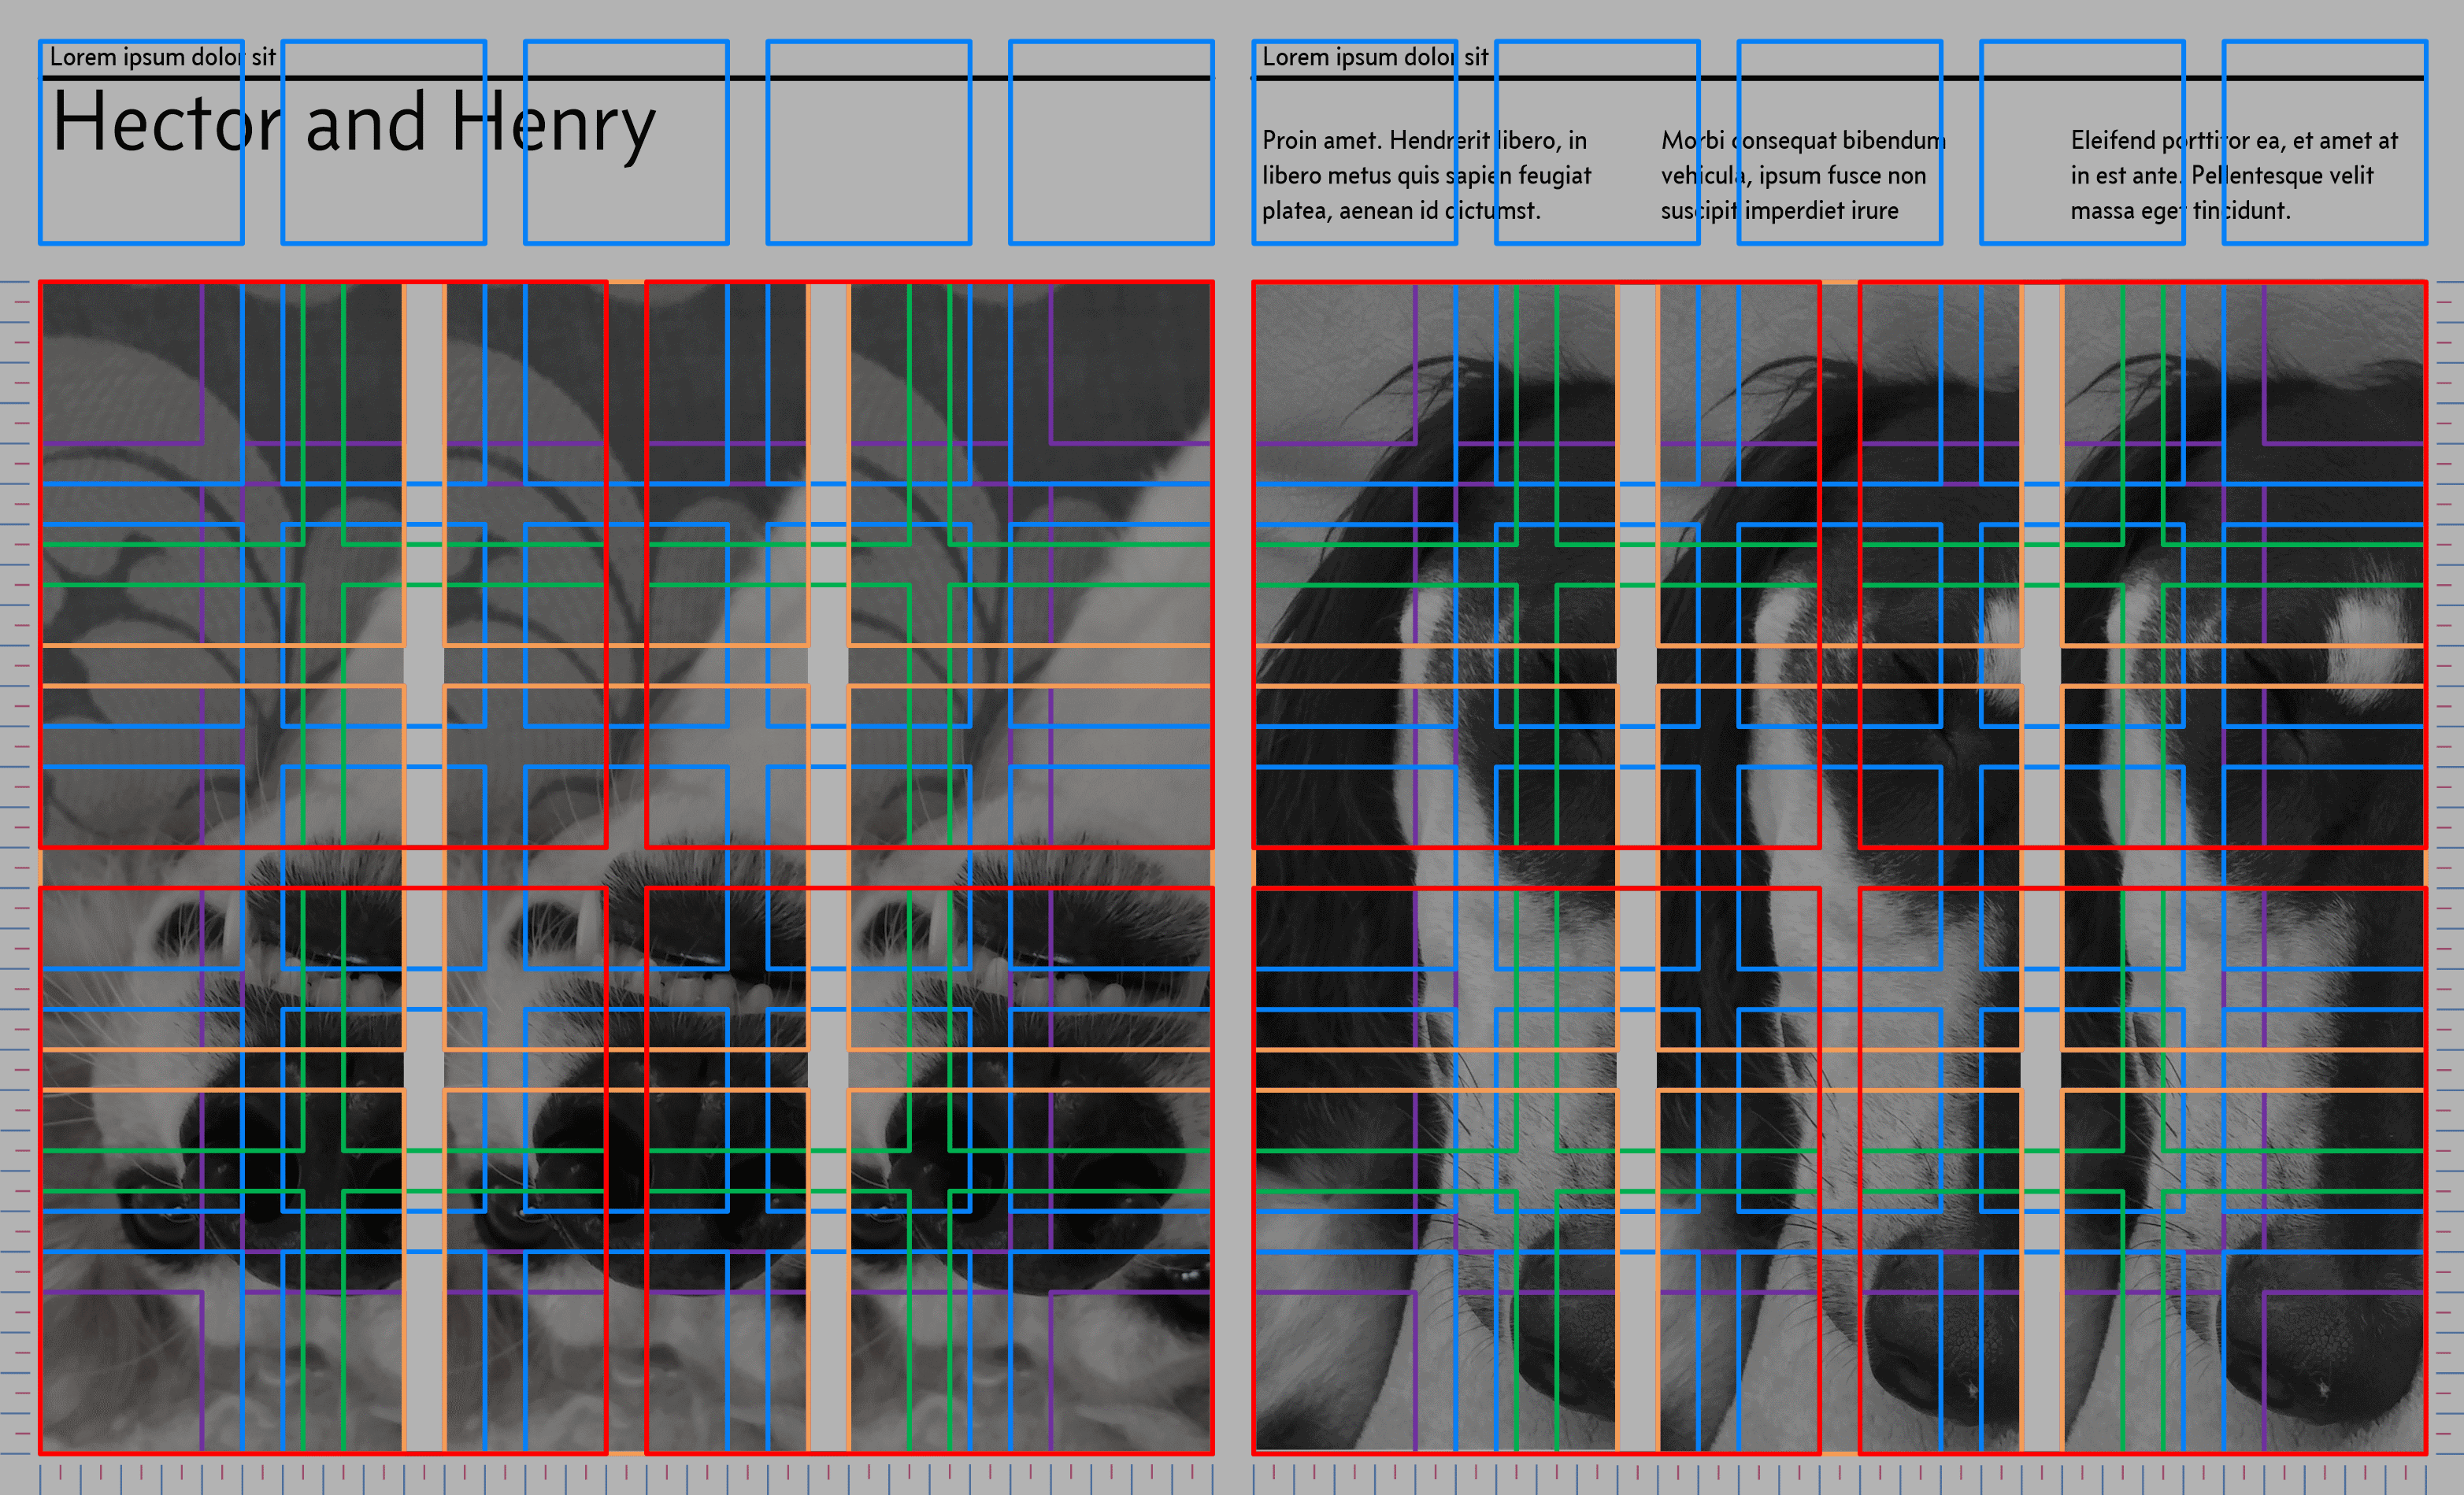 Lorem ipsum dolor sit
Hector and Henry
Lorem ipsum dolor sit
Proin amet. Hendrerit libero, in
libero metus quis sapien feugiat
platea, aenean id dictumst.
Morbi consequat bibendum
vehicula, ipsum fusce non
suscipit imperdiet irure
Eleifend porttitor ea, et amet at
in est ante. Pellentesque velit
massa eget tincidunt.